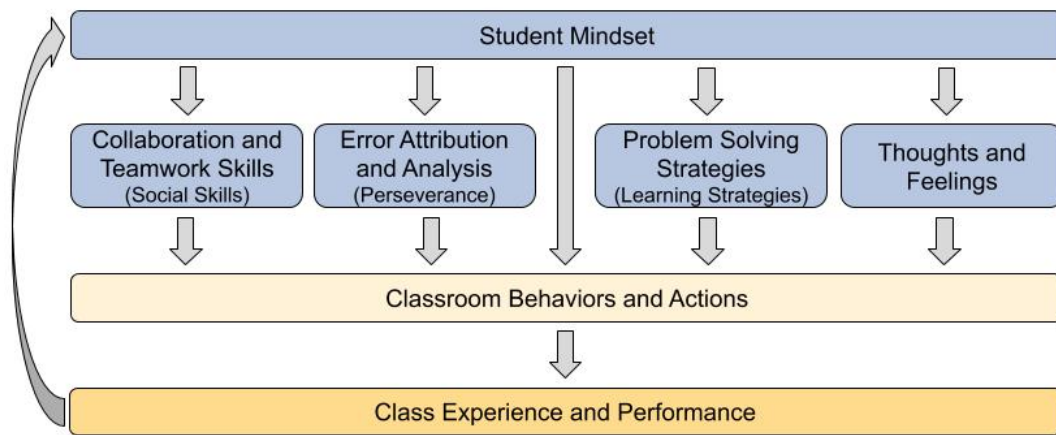 Student Mindset
Collaboration and
Teamwork Skills
(Social Skills)
Error Attribution
and Analysis
(Perseverance)
Problem Solving
Strategies
(Learning Strategies)
Thoughts and
Feelings
Classroom Behaviors and Actions
Class Experience and Performance